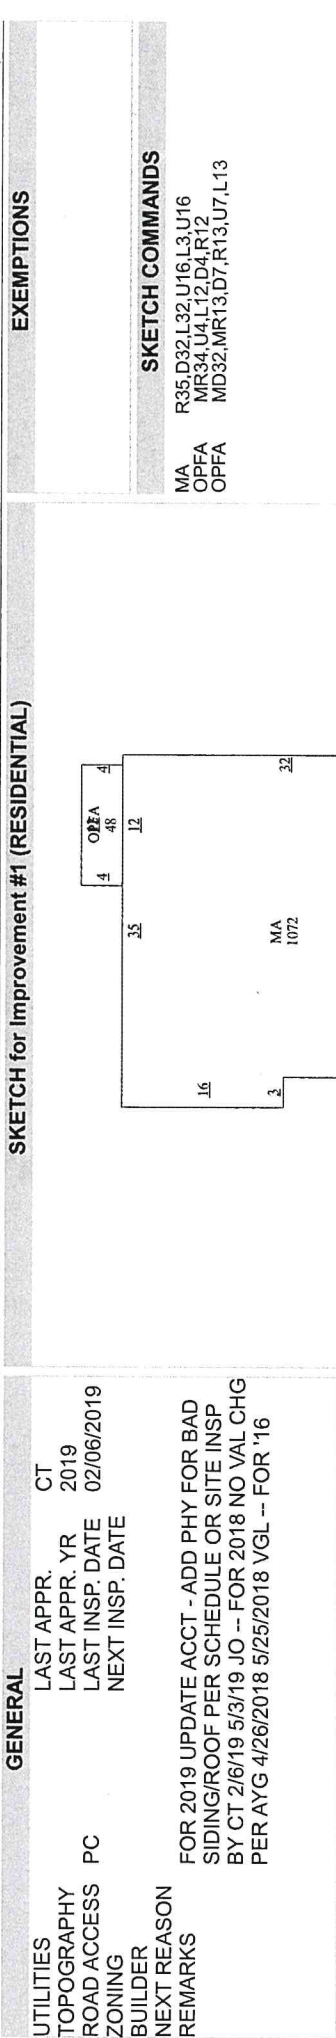 GENERAL
UTILITIES LAST APPR. CT
TOPOGRAPHY LAST APPR. YR 2019
ROAD ACCESS PC LAST INSP. DATE 02/06/2019
ZONING NEXT INSP. DATE
BUILDER
NEXT REASON
REMARKS FOR 2019 UPDATE ACCT - ADD PHY FOR BAD
SIDING/ROOF PER SCHEDULE OR SITE INSP
BY CT 2/6/19 5/3/19 JO -- FOR 2018 NO VAL CHG
PER AYG 4/26/2018 5/25/2018 VGL -- FOR '16
SKETCH for Improvement #1 (RESIDENTIAL)
4 4
48
35 12
16
3
MA
1072
32
EXEMPTIONS
SKETCH COMMANDS
MA R35,D32,L32,U16,L3,U16
OPFA MR34,U4,L12,D4,R12
OPFA MD32,MR13,D7,R13,U7,L13